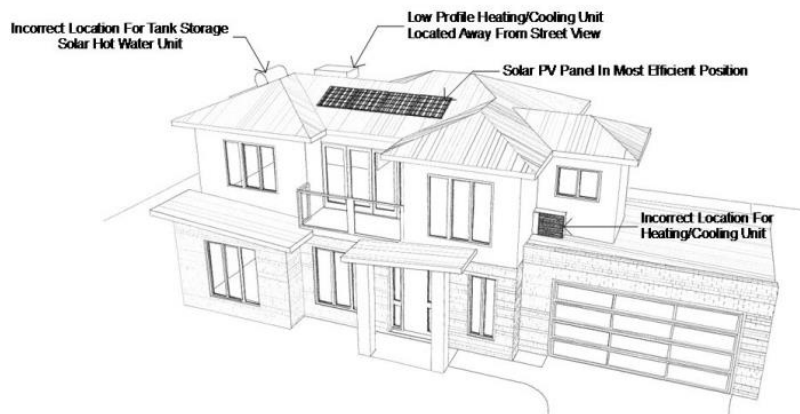 Incorrect Location For Tank Storage
Solar Hot Water Unit
Low Profile Heating/Cooling Unit
Located Away From Street View
Solar PV Panel In Most Efficient Position
Incorrect Location For
Heating/Cooling Unit